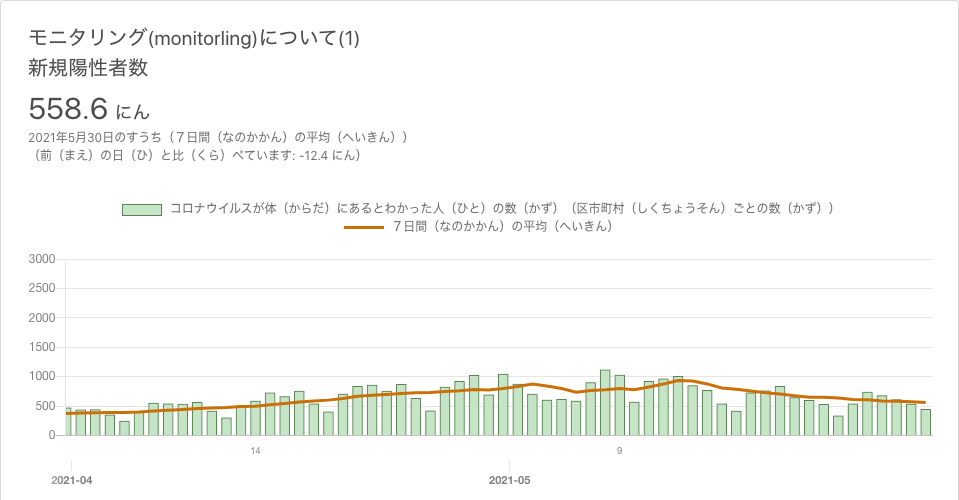 モニタリング(monitorling)について(1)
新規陽性者数
558.6 にん
2021年5月30日のすうち（７日間（なのかかん）の平均（へいきん））
（前（まえ）の日（ひ）と比（くら）べています: -12.4 にん）
コロナウイルスが体（からだ）にあるとわかった人（ひと）の数（かず）（区市町村（しくちょうそん）ごとの数（かず））
７日間（なのかかん）の平均（へいきん）
3000
2500
2000
1500
1000
500
0
14
9
2021-04
2021-05